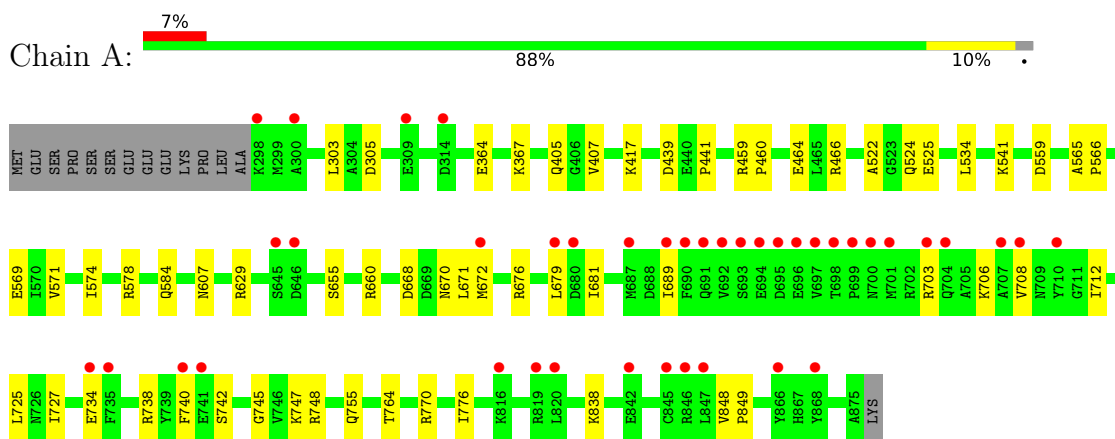 7%
Chain A:
88% 10% •
MET GLU SER PRO SER SER SER GLU GLU GLU LYS PRO LEU ALA K298 M299 A300 L303 A304 D305 E309 D314 E364 K367 Q405 G406 V407 K417 D439 E440 P441 R459 P460 E464 L465 R466 A522 G523 Q524 E525 L534 K541 D559 A565 P566
E569 I570 V571 I574 R578 Q584 N607 R629 S645 D646 S655 R660 D668 D669 N670 L671 M672 R676 L679 D680 I681 M687 D688 I689 F690 Q691 V692 S693 E694 D695 E696 V697 T698 P699 N700 M701 R702 R703 Q704 A705 K706 A707 V708 N709 Y710 G711 I712
L725 N726 I727 E734 F735 R738 Y739 F740 E741 S742 G745 V746 K747 R748 Q755 T764 R770 I776 K816 R819 L820 K838 E842 C845 R846 L847 V848 P849 Y866 H867 Y868 A875 LYS